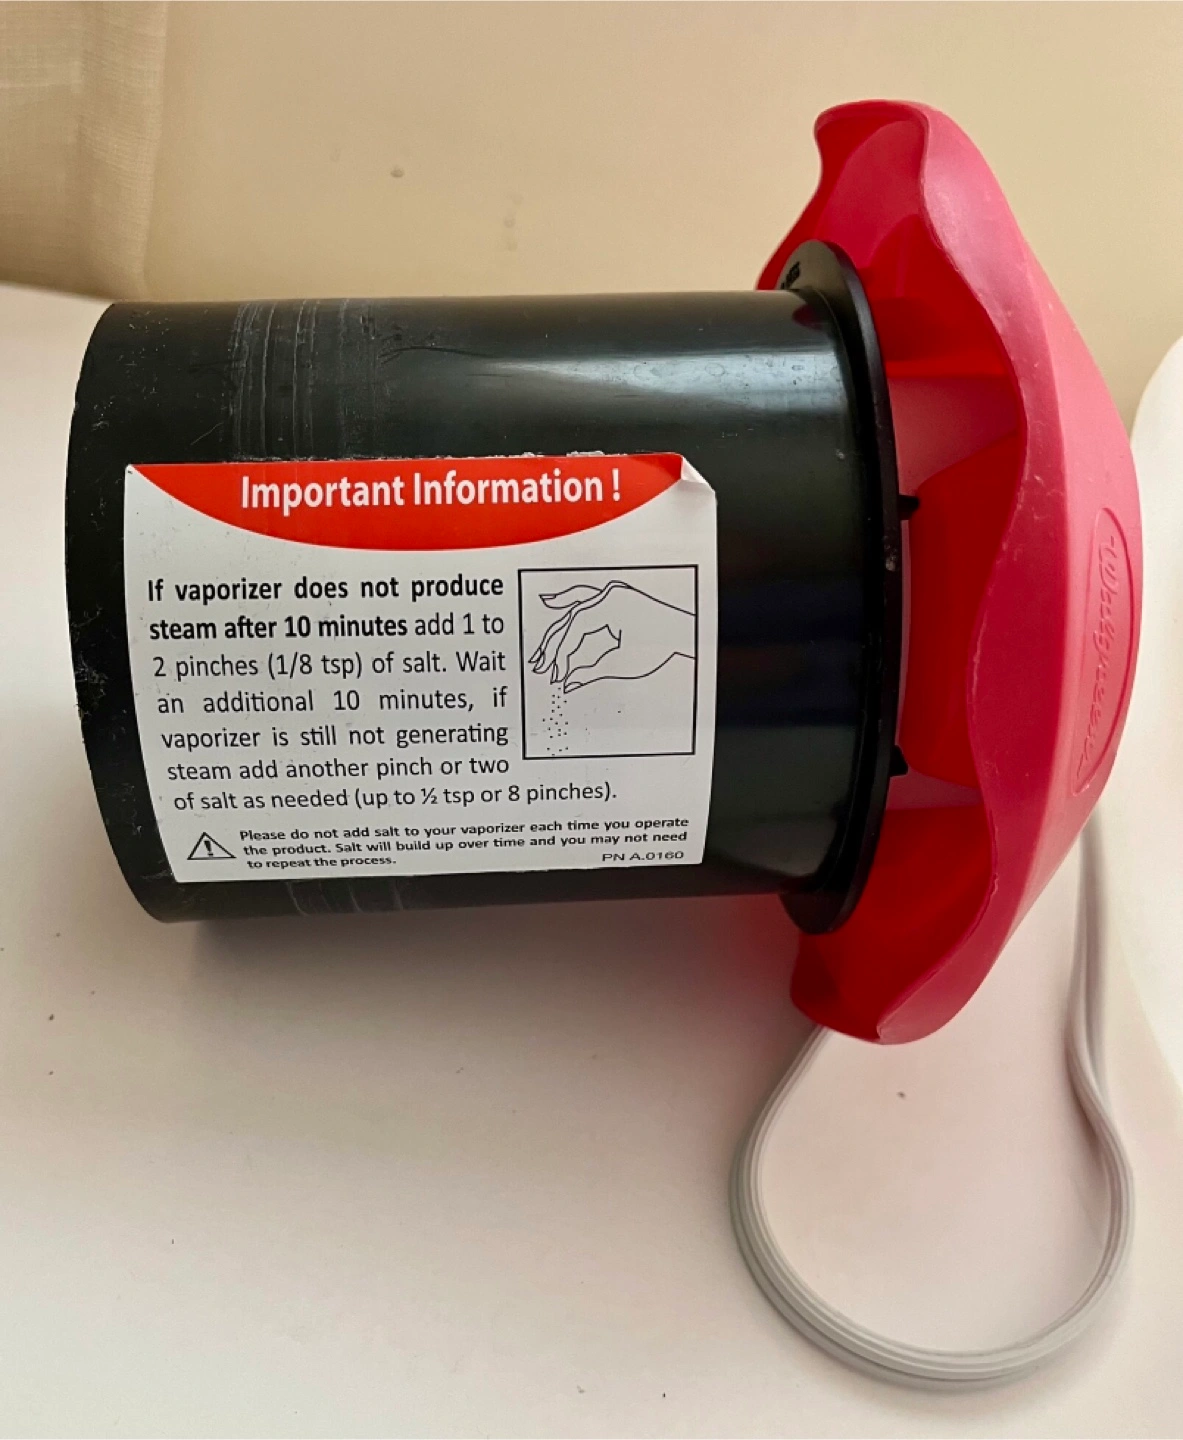 Important Information !
If vaporizer does not produce
steam after 10 minutes add 1 to
2 pinches (1/8 tsp) of salt. Wait
an additional 10 minutes, if
vaporizer is still not generating
steam add another pinch or two
of salt as needed (up to ½ tsp or 8 pinches).
Please do not add salt to your vaporizer each time you operate
the product. Salt will build up over time and you may not need
to repeat the process.
PN A.0160